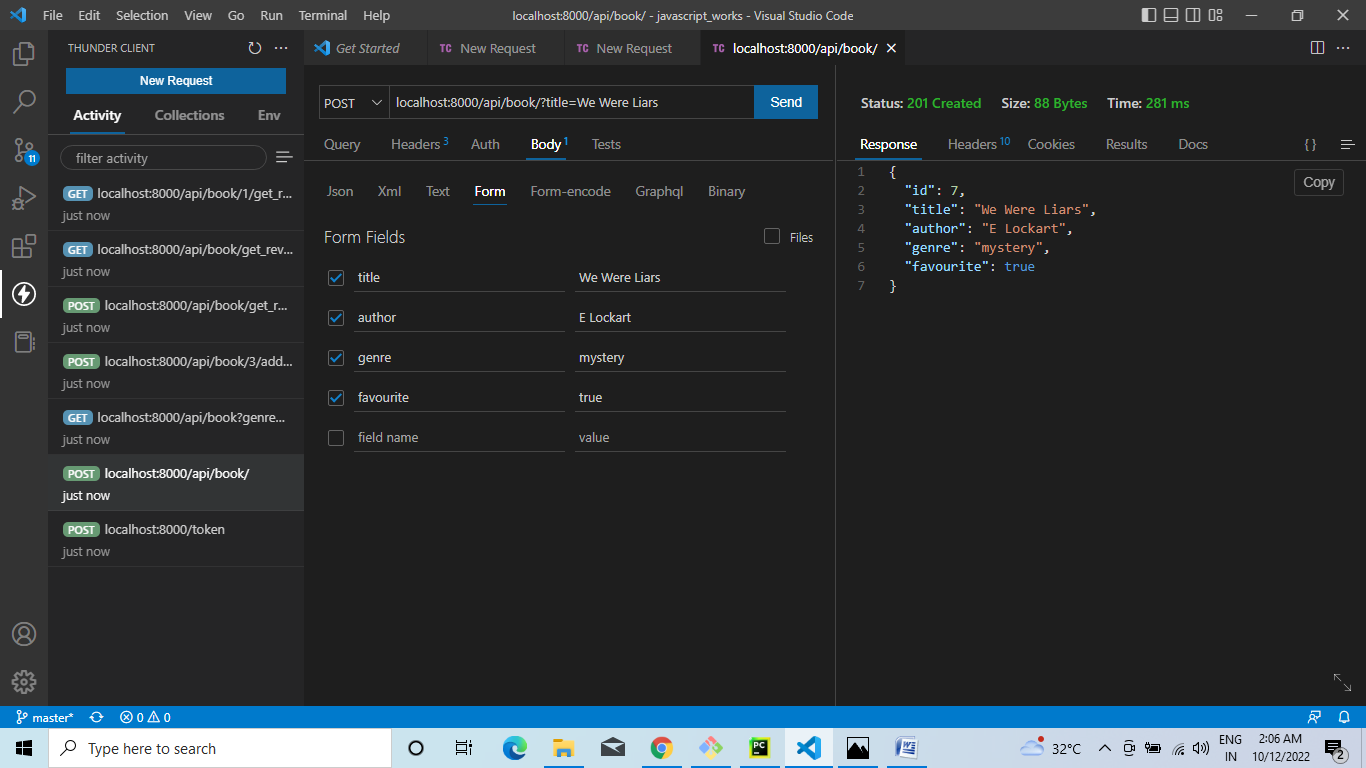 File Edit Selection View Go Run Terminal Help localhost:8000/api/book/ - javascript_works - Visual Studio Code
THUNDER CLIENT ...
New Request
Activity Collections Env
filter activity
GET localhost:8000/api/book/1/get_r...
just now
GET localhost:8000/api/book/get_rev...
just now
POST localhost:8000/api/book/get_r...
just now
POST localhost:8000/api/book/3/add...
just now
GET localhost:8000/api/book?genre...
just now
POST localhost:8000/api/book/
just now
POST localhost:8000/token
just now
11
Get Started TC New Request TC New Request TC localhost:8000/api/book/ ...
POST localhost:8000/api/book/?title=We Were Liars Send
Query Headers 3 Auth Body 1 Tests
Json Xml Text Form Form-encode Graphql Binary
Form Fields Files
title We Were Liars
author E Lockart
genre mystery
favourite true
field name value
Status: 201 Created Size: 88 Bytes Time: 281 ms
Response Headers 10 Cookies Results Docs { }
Copy
1 {
2 "id": 7,
3 "title": "We Were Liars",
4 "author": "E Lockart",
5 "genre": "mystery",
6 "favourite": true
7 }
master* 0 0
Type here to search PC W 32°C ENG 2:06 AM
IN 10/12/2022 2